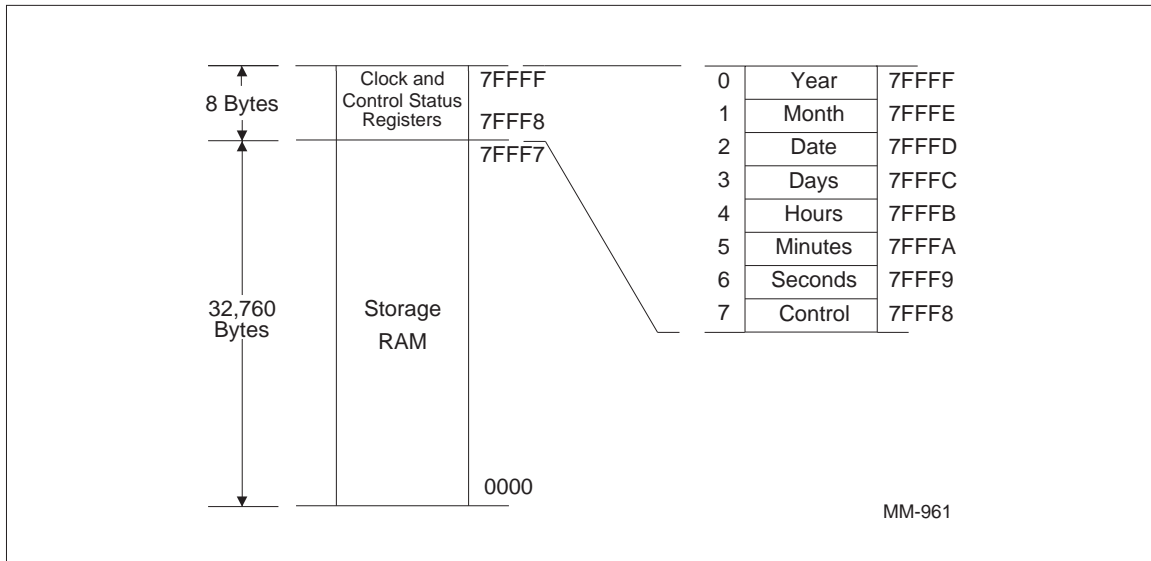 8 Bytes
Clock and
Control Status
Registers
7FFFF
7FFF8
7FFF7
32,760
Bytes
Storage
RAM
0000
0 Year 7FFFF
1 Month 7FFFE
2 Date 7FFFD
3 Days 7FFFC
4 Hours 7FFFB
5 Minutes 7FFFA
6 Seconds 7FFF9
7 Control 7FFF8
MM-961